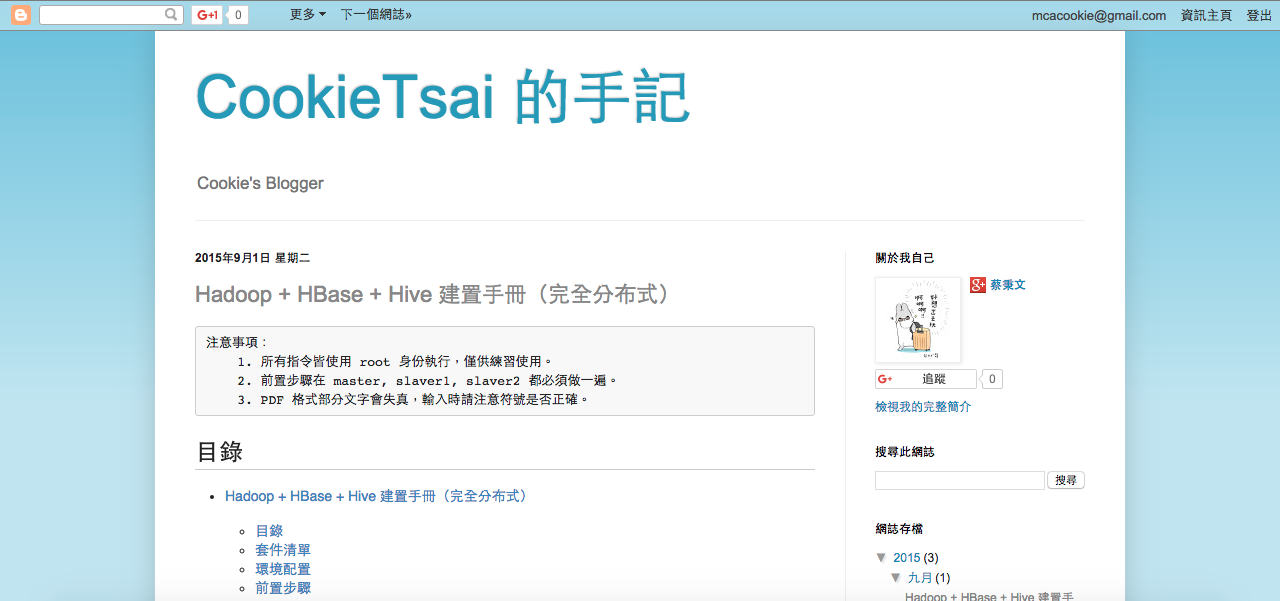 G+1 0 更多 下一個網誌» mcacookie@gmail.com 資訊主頁 登出
CookieTsai 的手記
Cookie's Blogger
2015年9月1日 星期二
Hadoop + HBase + Hive 建置手冊（完全分布式）
注意事項：
1. 所有指令皆使用 root 身份執行，僅供練習使用。
2. 前置步驟在 master, slaver1, slaver2 都必須做一遍。
3. PDF 格式部分文字會失真，輸入時請注意符號是否正確。
目錄
Hadoop + HBase + Hive 建置手冊（完全分布式）
目錄
套件清單
環境配置
前置步驟
關於我自己
g+ 蔡秉文
G+ 追蹤 0
檢視我的完整簡介
搜尋此網誌
搜尋
網誌存檔
▼ 2015 (3)
▼ 九月 (1)
Hadoop + HBase + Hive 建置手